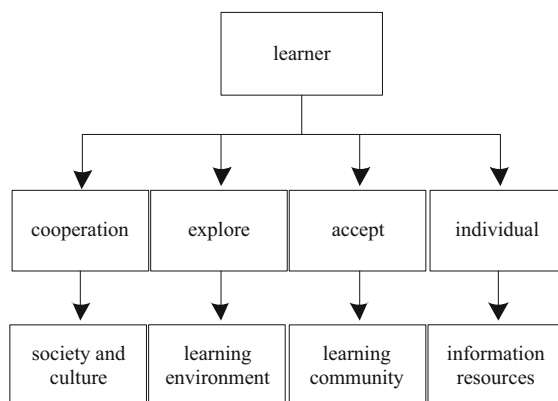 learner
cooperation
explore
accept
individual
society and
culture
learning
environment
learning
community
information
resources